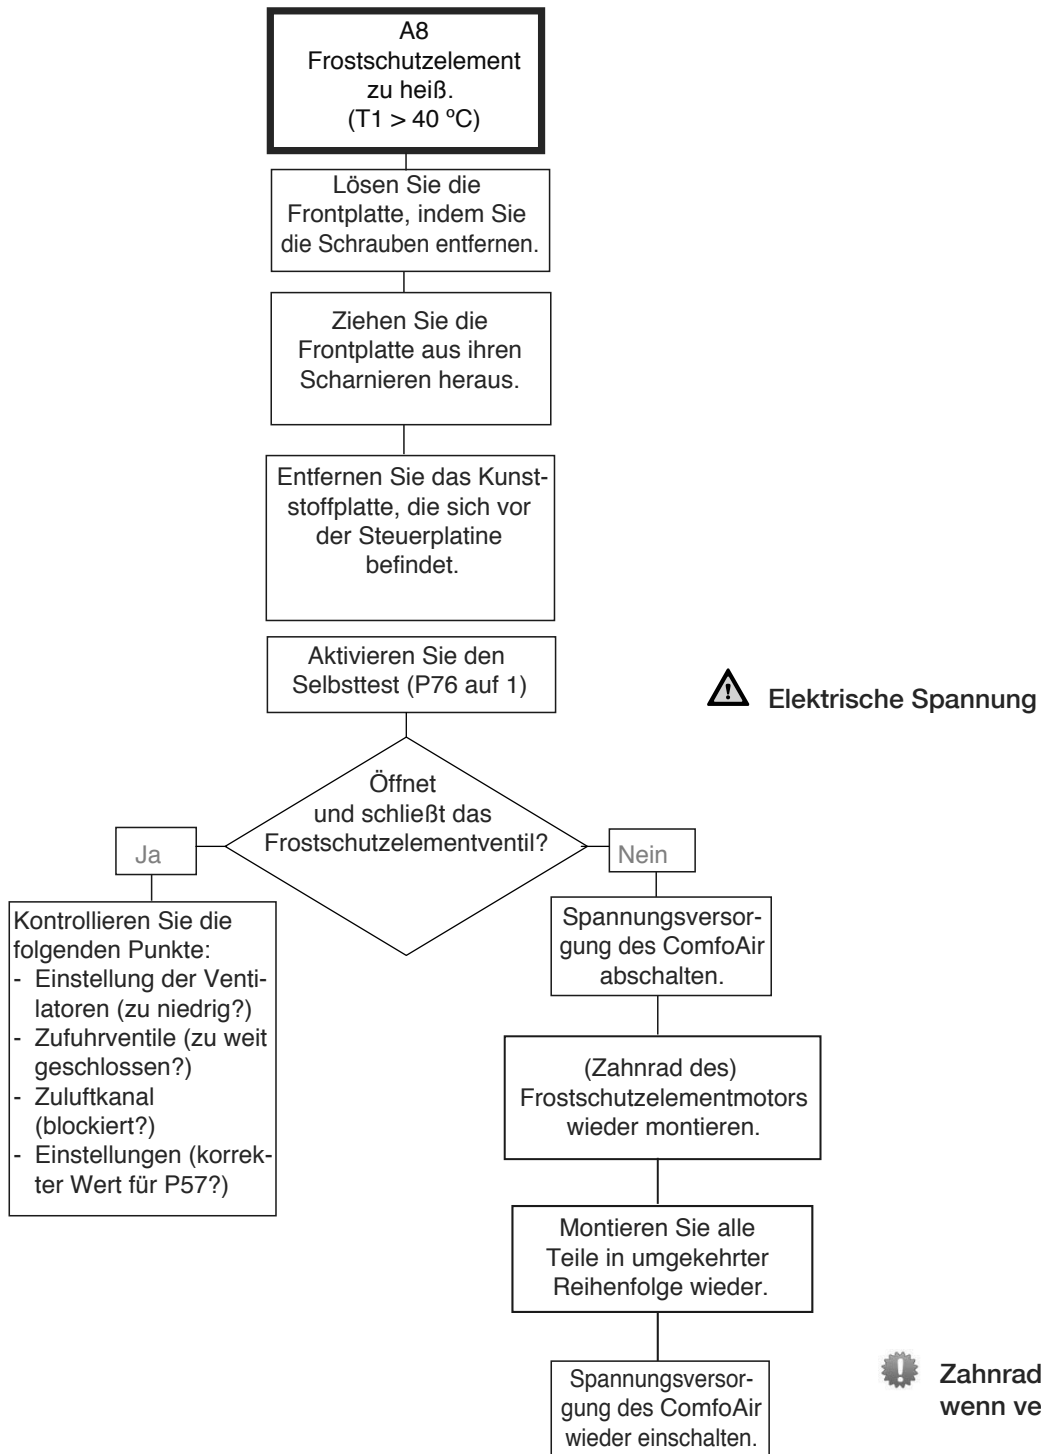 A8
Frostschutzelement
zu heiß.
(T1 > 40 ºC)
Lösen Sie die
Frontplatte, indem Sie
die Schrauben entfernen.
Ziehen Sie die
Frontplatte aus ihren
Scharnieren heraus.
Entfernen Sie das Kunst-
stoffplatte, die sich vor
der Steuerplatine
befindet.
Aktivieren Sie den
Selbsttest (P76 auf 1)
Elektrische Spannung
Öffnet
und schließt das
Frostschutzelementventil?
Ja
Nein
Kontrollieren Sie die
folgenden Punkte:
- Einstellung der Venti-
latoren (zu niedrig?)
- Zufuhrventile (zu weit
geschlossen?)
- Zuluftkanal
(blockiert?)
- Einstellungen (korrek-
ter Wert für P57?)
Spannungsversor-
gung des ComfoAir
abschalten.
(Zahnrad des)
Frostschutzelementmotors
wieder montieren.
Montieren Sie alle
Teile in umgekehrter
Reihenfolge wieder.
Spannungsversor-
gung des ComfoAir
wieder einschalten.
Zahnrad
wenn ve